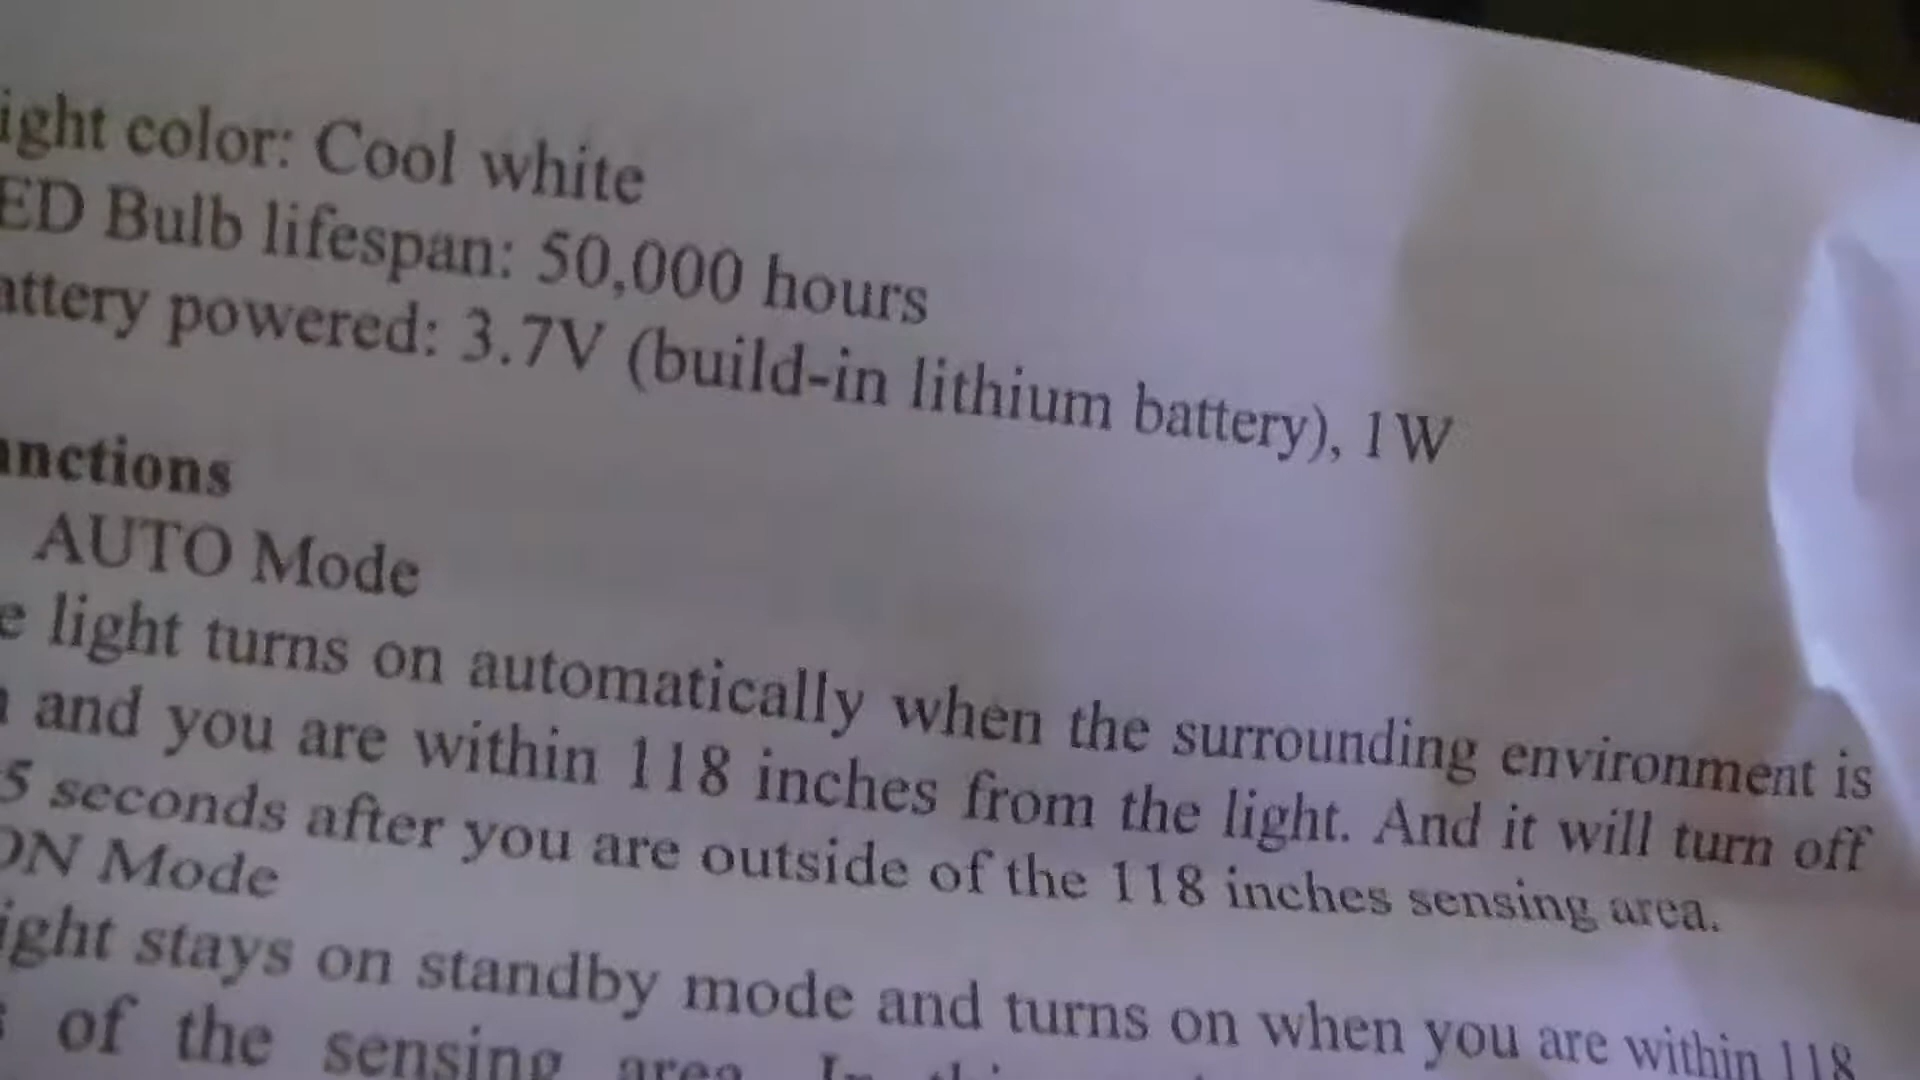 ight color: Cool white
ED Bulb lifespan: 50,000 hours
attery powered: 3.7V (build-in lithium battery), 1W
unctions
AUTO Mode
e light turns on automatically when the surrounding environment is
and you are within 118 inches from the light. And it will turn off
5 seconds after you are outside of the 118 inches sensing area.
ON Mode
ight stays on standby mode and turns on when you are within 118
of the sensing area. In